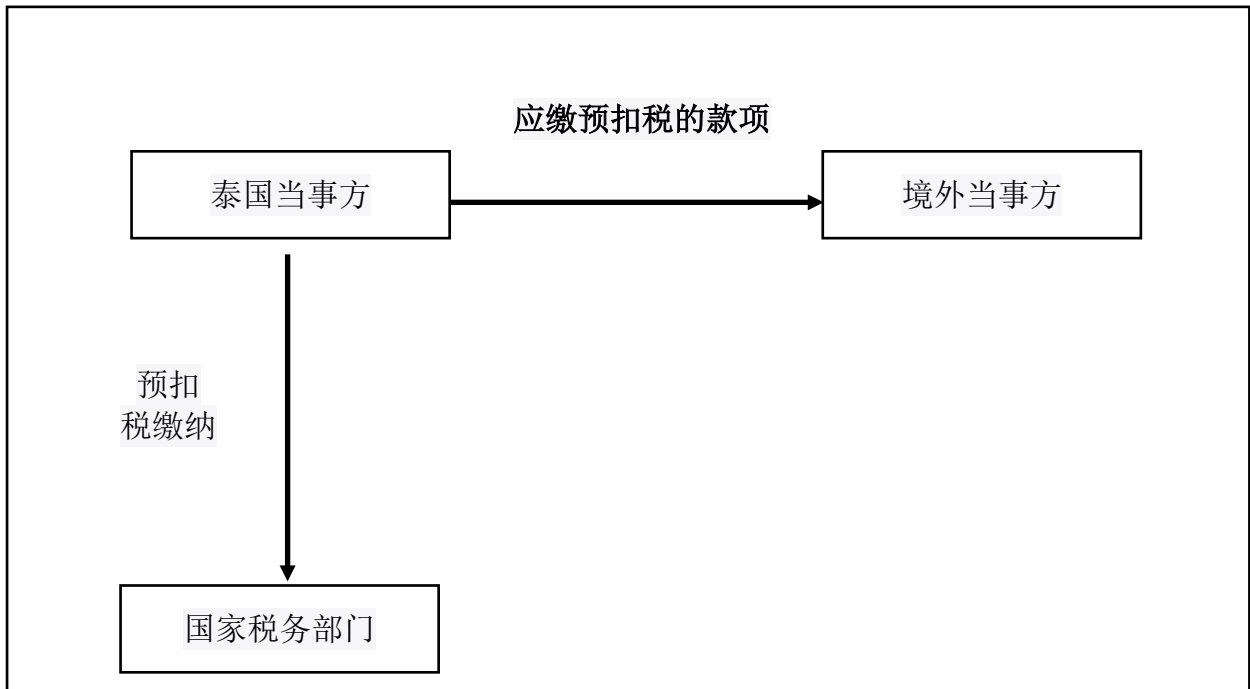 应缴预扣税的款项
泰国当事方
境外当事方
预扣
税缴纳
国家税务部门